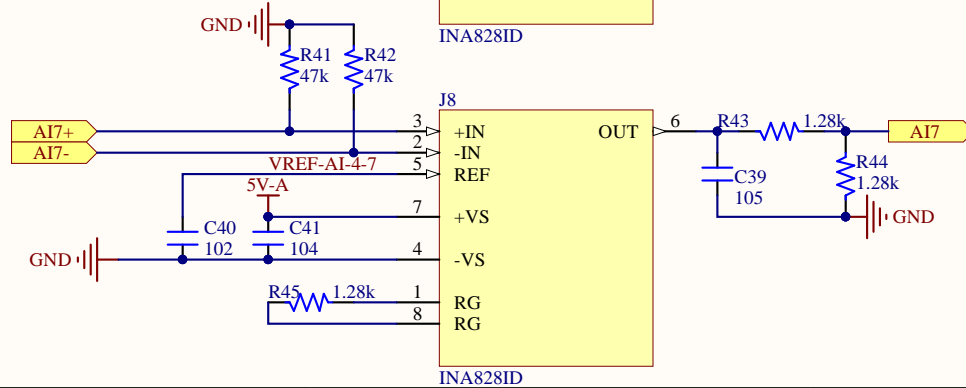 INA828ID
GND
R41
47k
R42
47k
J8
AI7+
AI7-
3
2
5
+IN
-IN
REF
OUT
6
R43
1.28k
AI7
VREF-AI-4-7
5V-A
C39
105
R44
1.28k
GND
7
+VS
C40
102
C41
104
GND
4
-VS
R45
1.28k
1
RG
8
RG
INA828ID